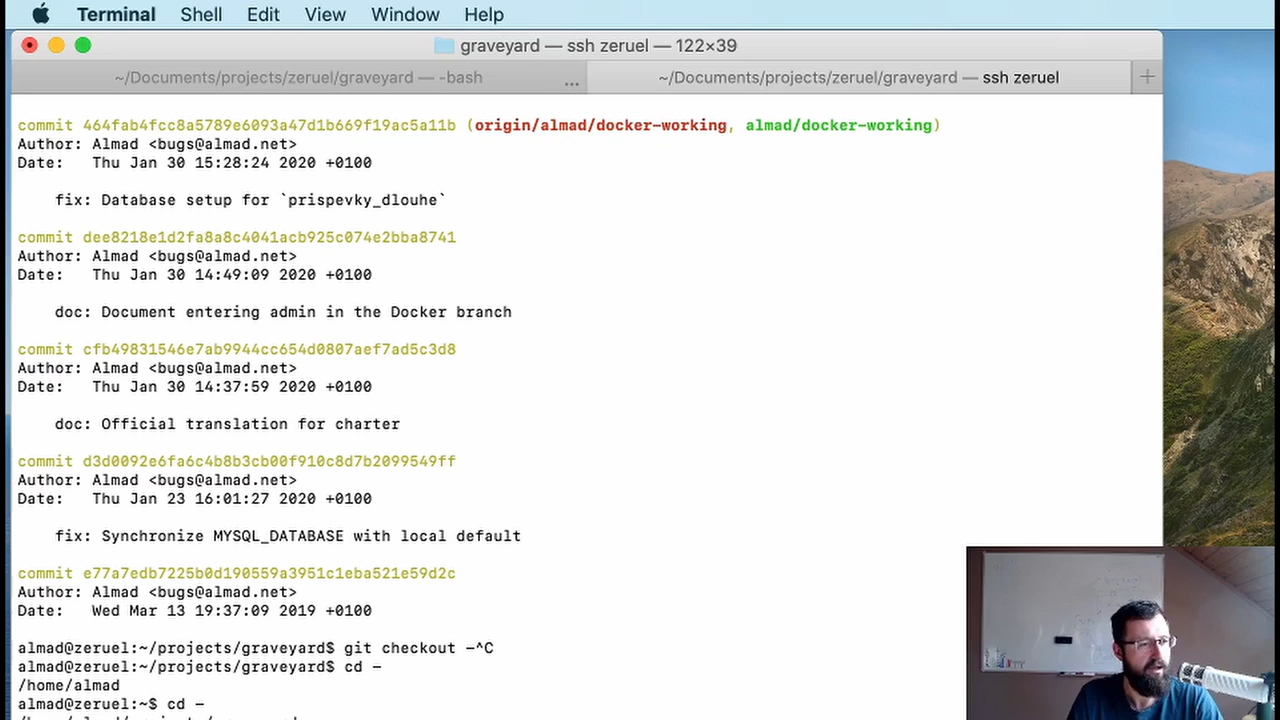 Terminal Shell Edit View Window Help
graveyard — ssh zeruel — 122×39
~/Documents/projects/zeruel/graveyard — -bash ... ~/Documents/projects/zeruel/graveyard — ssh zeruel +
commit 464fab4fcc8a5789e6093a47d1b669f19ac5a11b (origin/almad/docker-working, almad/docker-working)
Author: Almad <bugs@almad.net>
Date:   Thu Jan 30 15:28:24 2020 +0100
fix: Database setup for `prispevky_dlouhe`
commit dee8218e1d2fa8a8c4041acb925c074e2bba8741
Author: Almad <bugs@almad.net>
Date:   Thu Jan 30 14:49:09 2020 +0100
doc: Document entering admin in the Docker branch
commit cfb49831546e7ab9944cc654d0807aef7ad5c3d8
Author: Almad <bugs@almad.net>
Date:   Thu Jan 30 14:37:59 2020 +0100
doc: Official translation for charter
commit d3d0092e6fa6c4b8b3cb00f910c8d7b2099549ff
Author: Almad <bugs@almad.net>
Date:   Thu Jan 23 16:01:27 2020 +0100
fix: Synchronize MYSQL_DATABASE with local default
commit e77a7edb7225b0d190559a3951c1eba521e59d2c
Author: Almad <bugs@almad.net>
Date:   Wed Mar 13 19:37:09 2019 +0100
almad@zeruel:~/projects/graveyard$ git checkout -^C
almad@zeruel:~/projects/graveyard$ cd -
/home/almad
almad@zeruel:~$ cd -